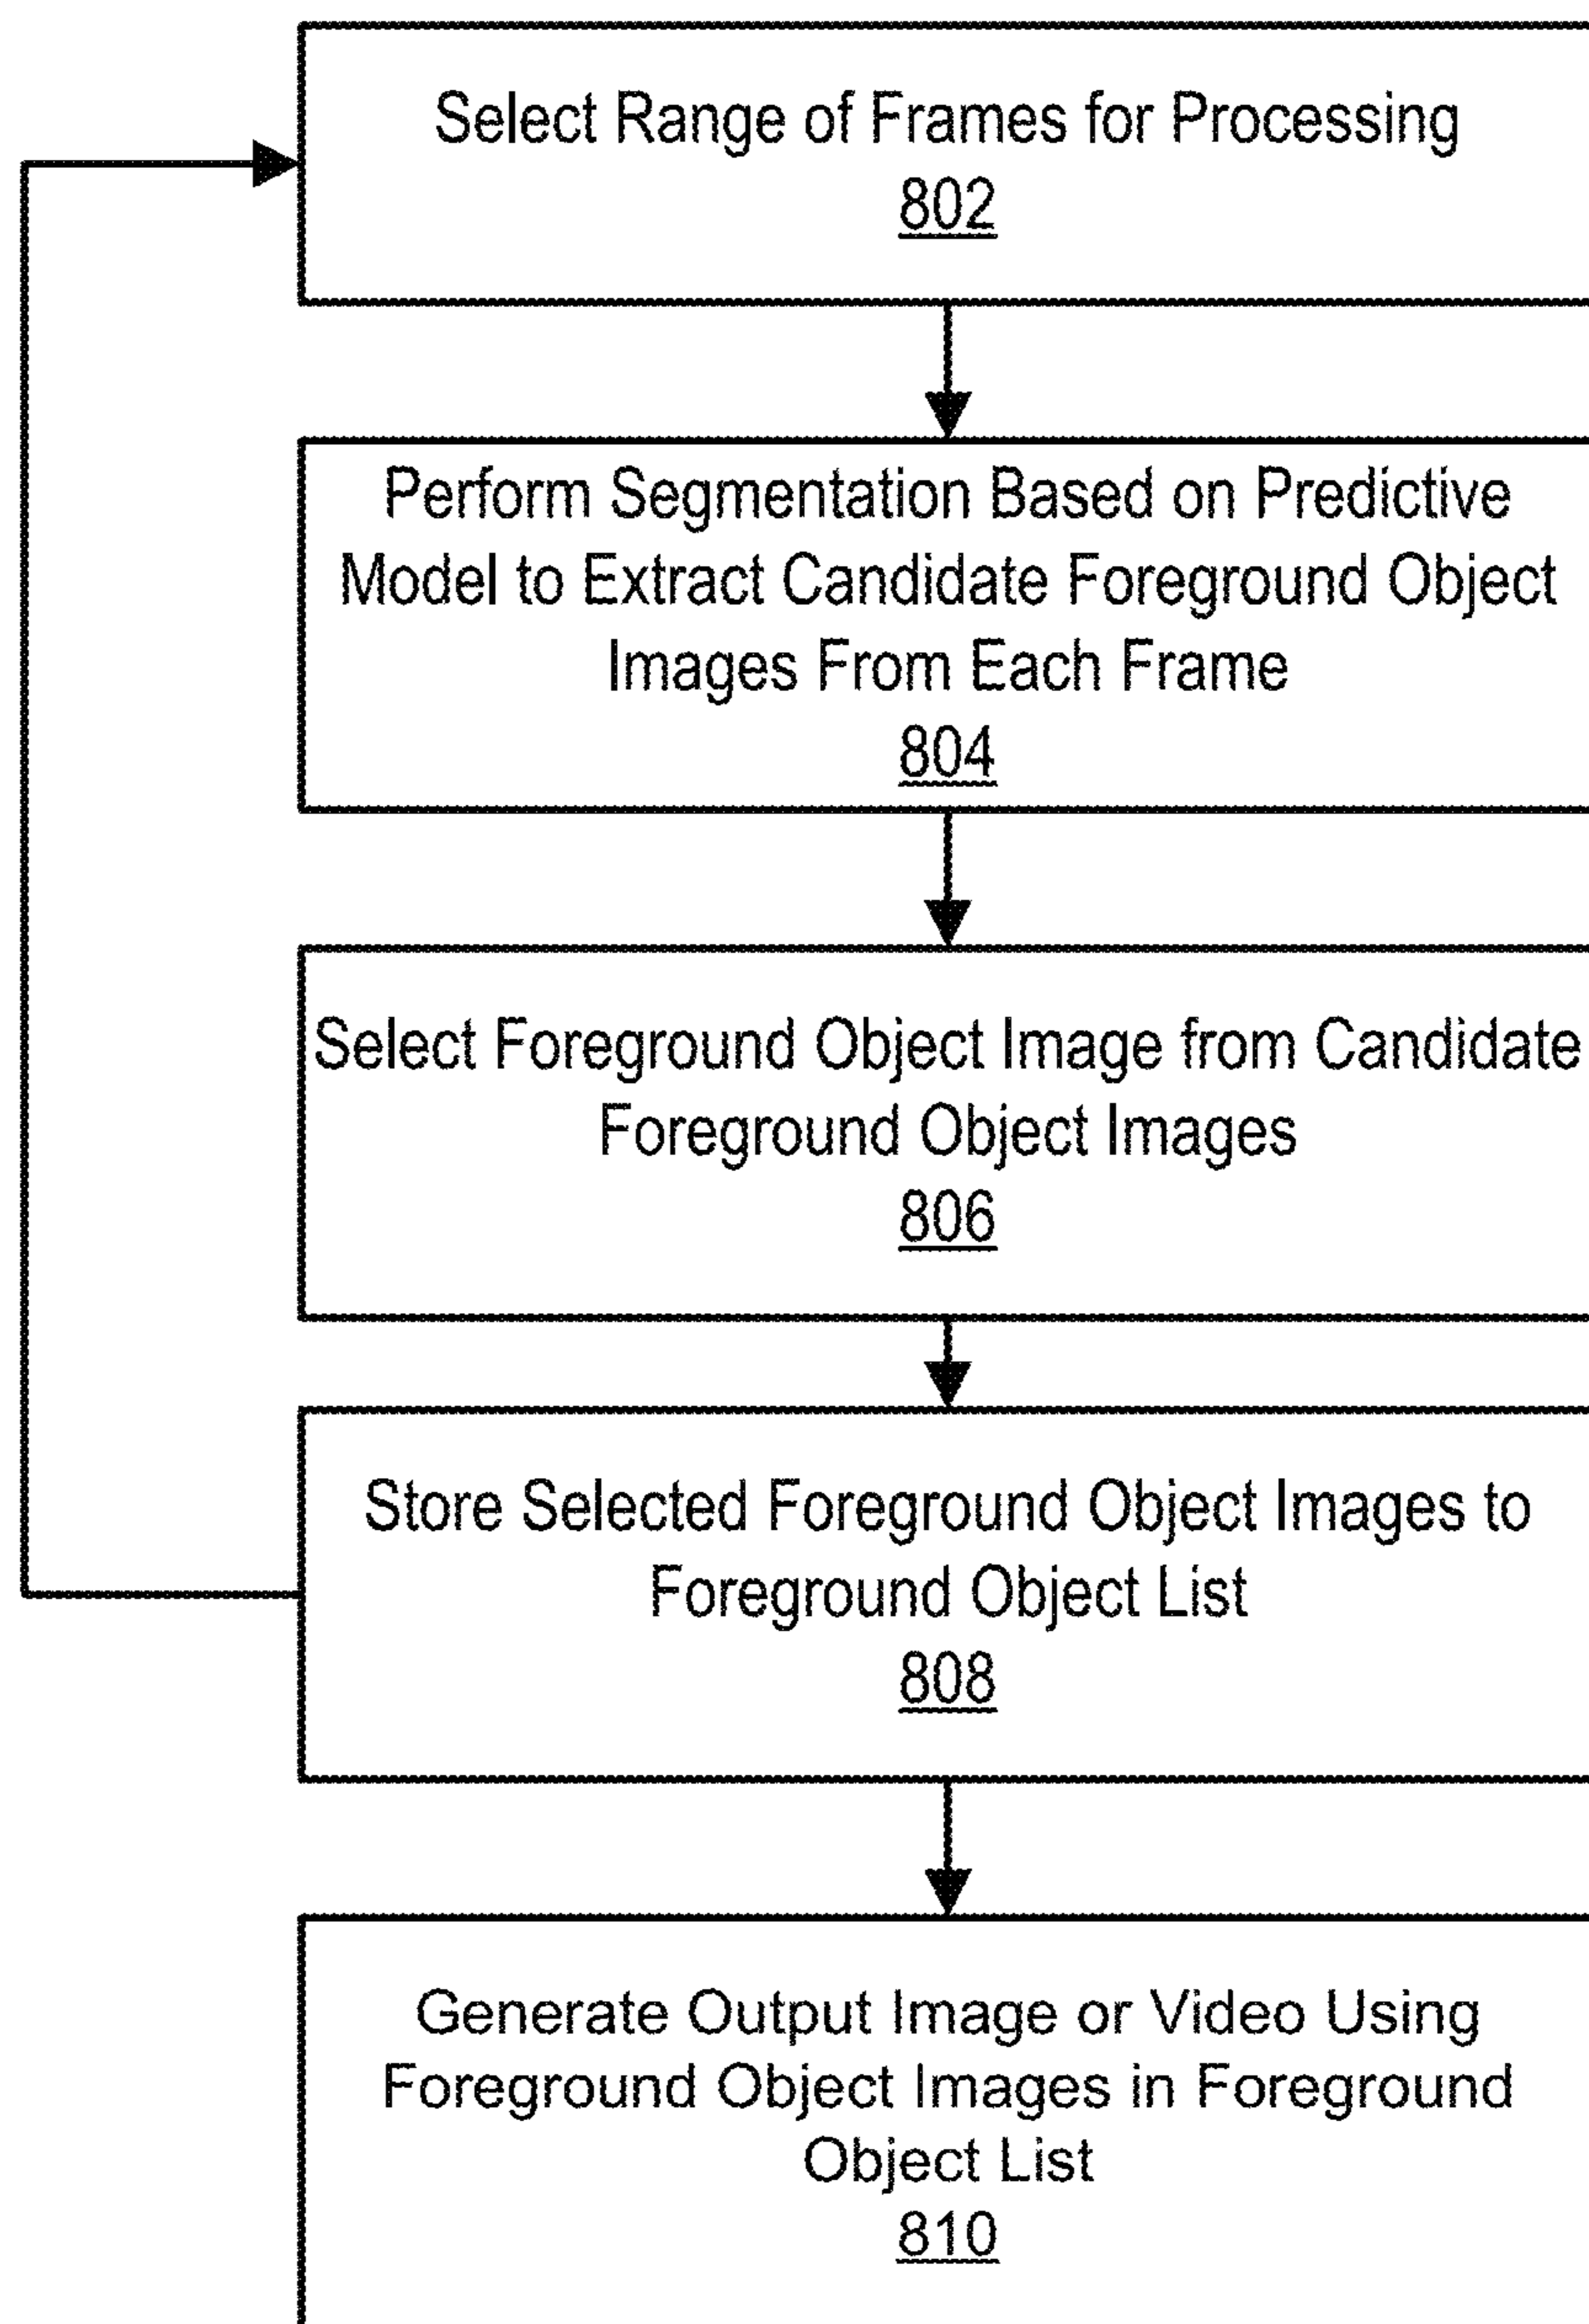 Select Range of Frames for Processing
802
Perform Segmentation Based on Predictive
Model to Extract Candidate Foreground Object
Images From Each Frame
804
Select Foreground Object Image from Candidate
Foreground Object Images
806
Store Selected Foreground Object Images to
Foreground Object List
808
Generate Output Image or Video Using
Foreground Object Images in Foreground
Object List
810